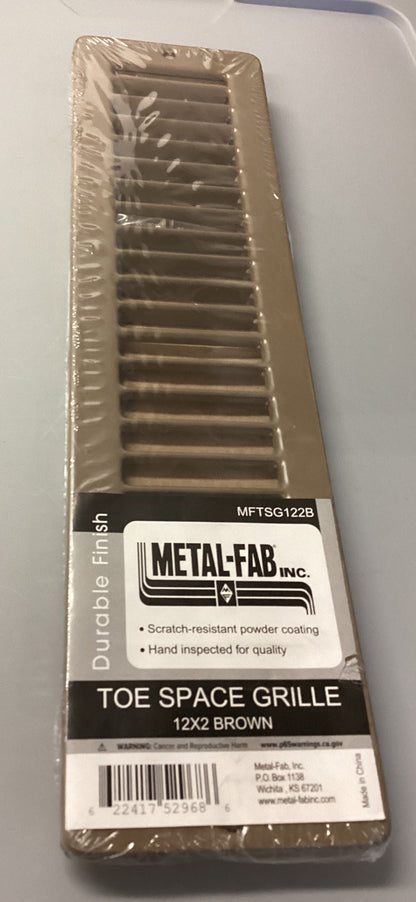 MFTSG122B
Durable Finish
METAL-FAB® INC.
• Scratch-resistant powder coating
• Hand inspected for quality
TOE SPACE GRILLE
12X2 BROWN
WARNING: Cancer and Reproductive Harm www.p65warnings.ca.gov
Metal-Fab, Inc.
P.O. Box 1138
Wichita , KS 67201
www.metal-fabinc.com
Made in China
6 22417 52968 6